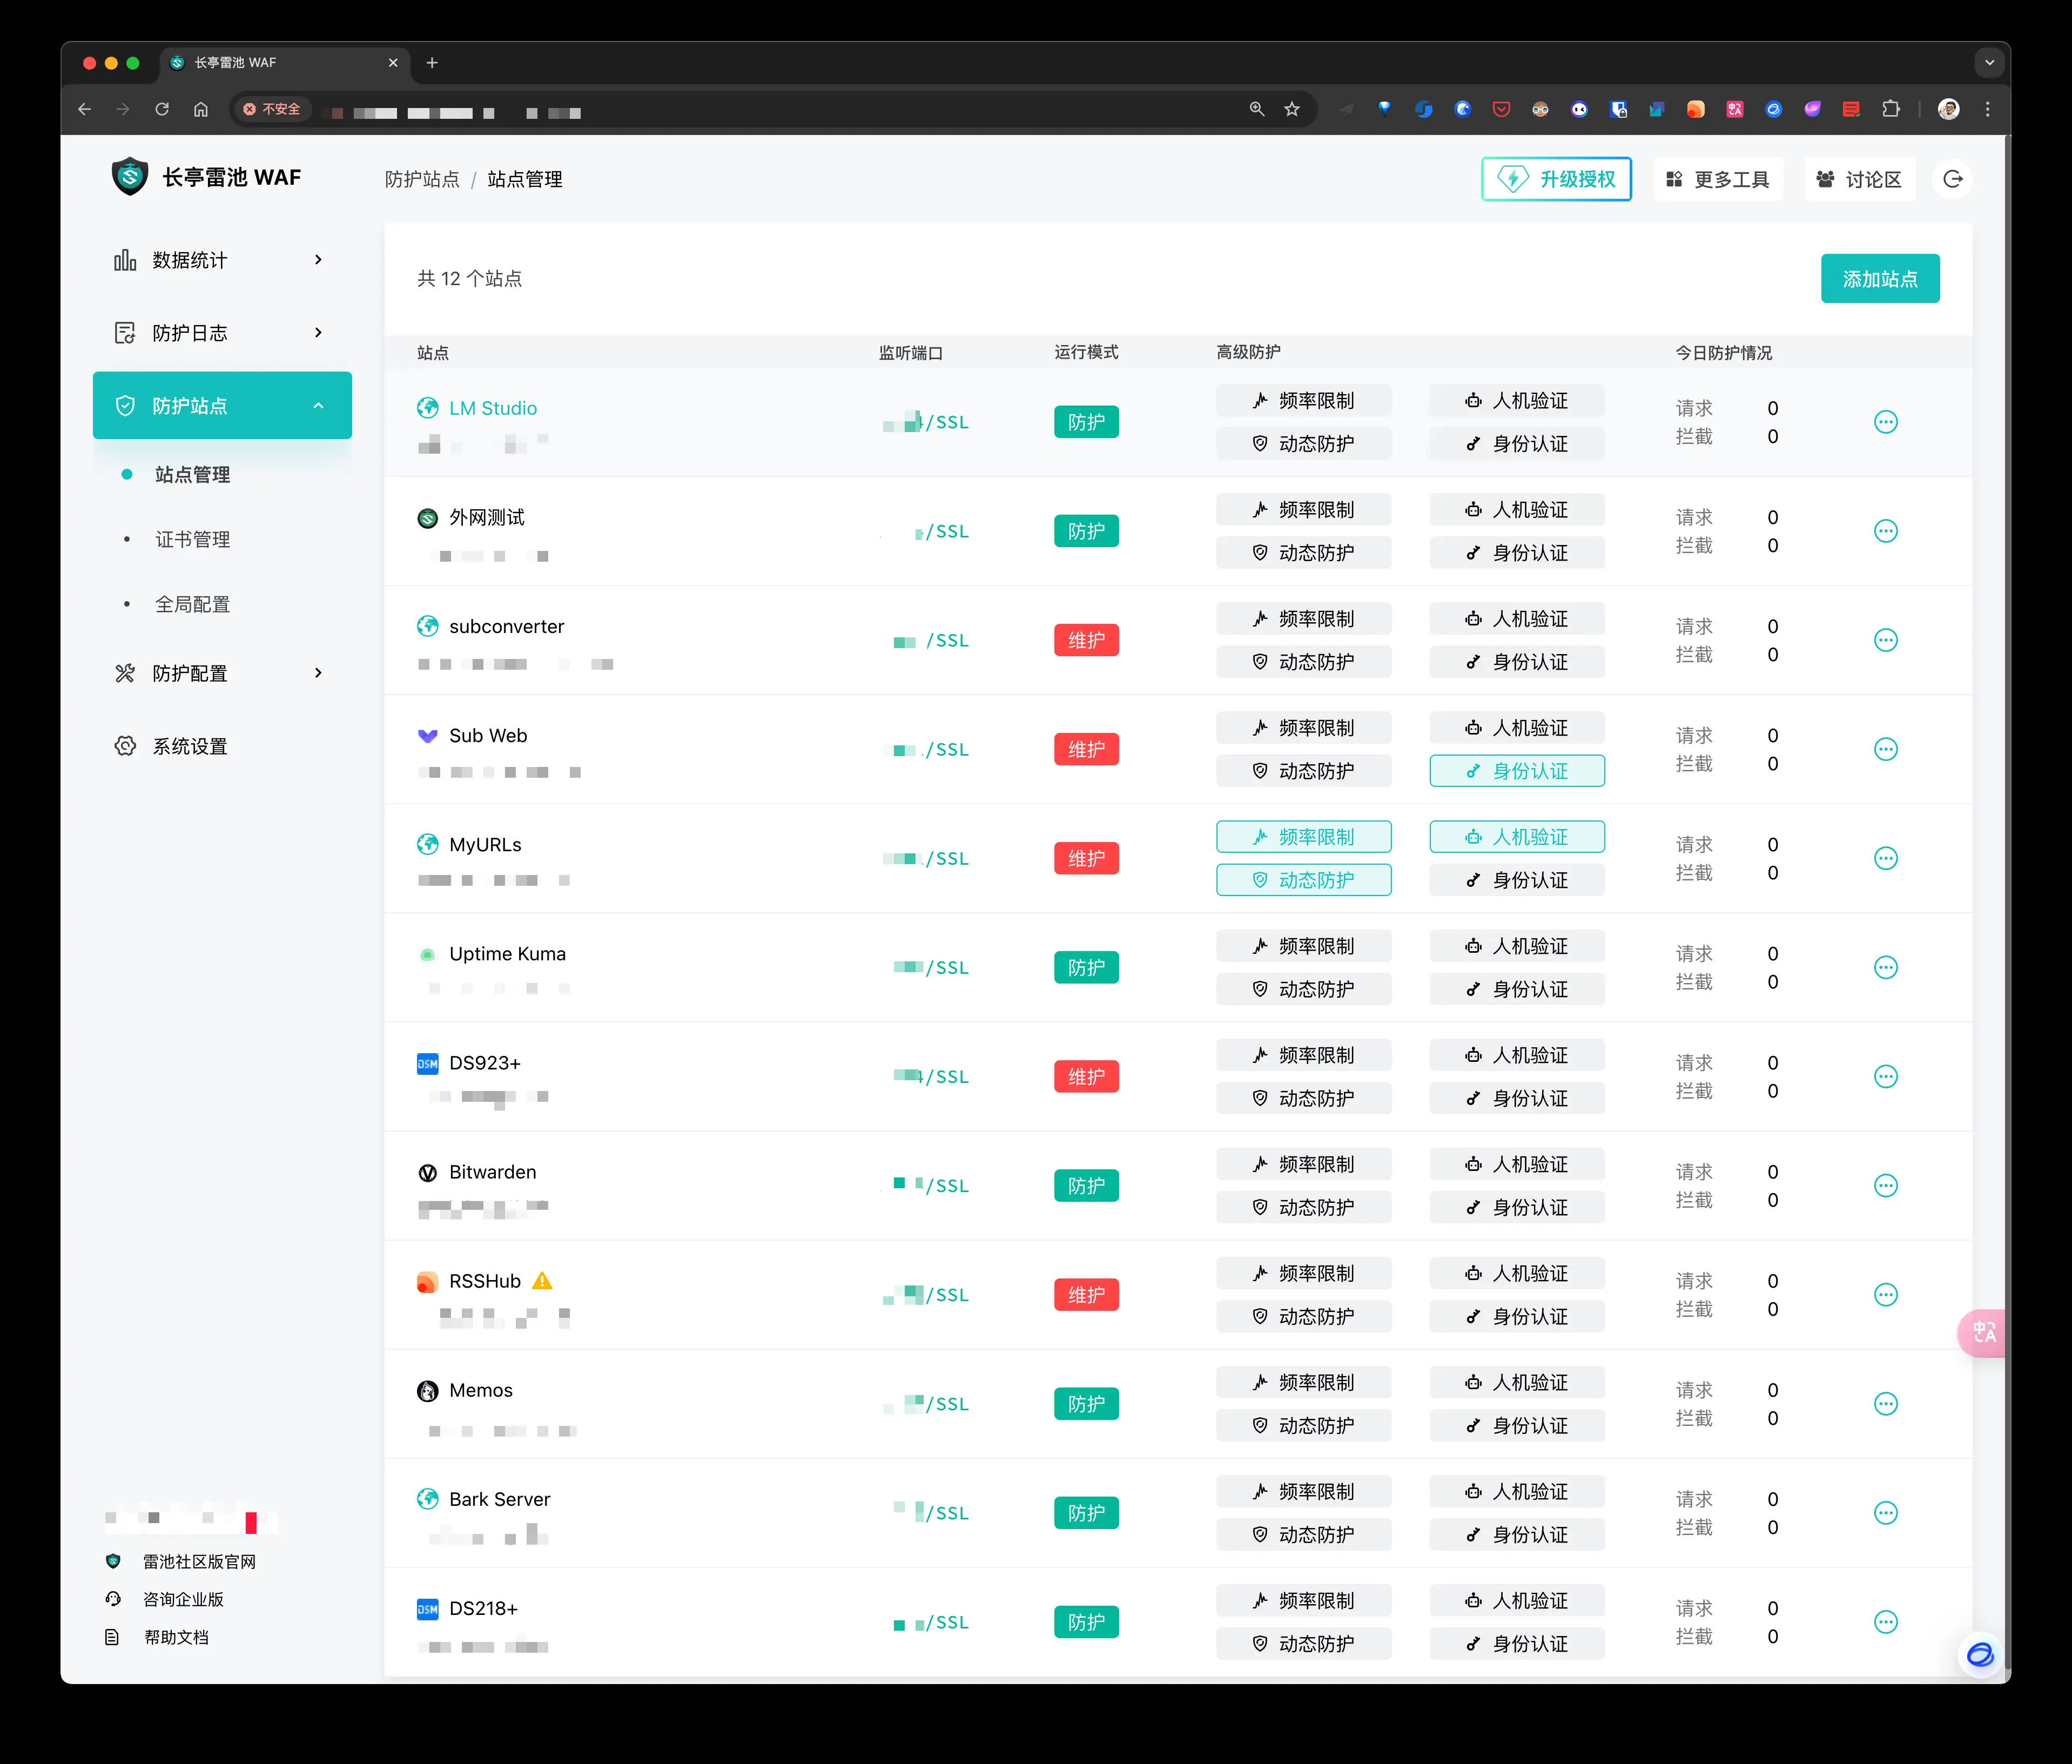 长亭雷池 WAF
不安全
长亭雷池 WAF
防护站点 / 站点管理
升级授权
更多工具
讨论区
数据统计
防护日志
防护站点
站点管理
证书管理
全局配置
防护配置
系统设置
雷池社区版官网
咨询企业版
帮助文档
共 12 个站点
添加站点
站点 监听端口 运行模式 高级防护 今日防护情况
LM Studio
/SSL
防护
频率限制 人机验证
动态防护 身份认证
请求 0
拦截 0
外网测试
/SSL
防护
频率限制 人机验证
动态防护 身份认证
请求 0
拦截 0
subconverter
/SSL
维护
频率限制 人机验证
动态防护 身份认证
请求 0
拦截 0
Sub Web
/SSL
维护
频率限制 人机验证
动态防护 身份认证
请求 0
拦截 0
MyURLs
/SSL
维护
频率限制 人机验证
动态防护 身份认证
请求 0
拦截 0
Uptime Kuma
/SSL
防护
频率限制 人机验证
动态防护 身份认证
请求 0
拦截 0
DSM DS923+
/SSL
维护
频率限制 人机验证
动态防护 身份认证
请求 0
拦截 0
Bitwarden
/SSL
防护
频率限制 人机验证
动态防护 身份认证
请求 0
拦截 0
RSSHub
/SSL
维护
频率限制 人机验证
动态防护 身份认证
请求 0
拦截 0
Memos
/SSL
防护
频率限制 人机验证
动态防护 身份认证
请求 0
拦截 0
Bark Server
/SSL
防护
频率限制 人机验证
动态防护 身份认证
请求 0
拦截 0
DSM DS218+
/SSL
防护
频率限制 人机验证
动态防护 身份认证
请求 0
拦截 0